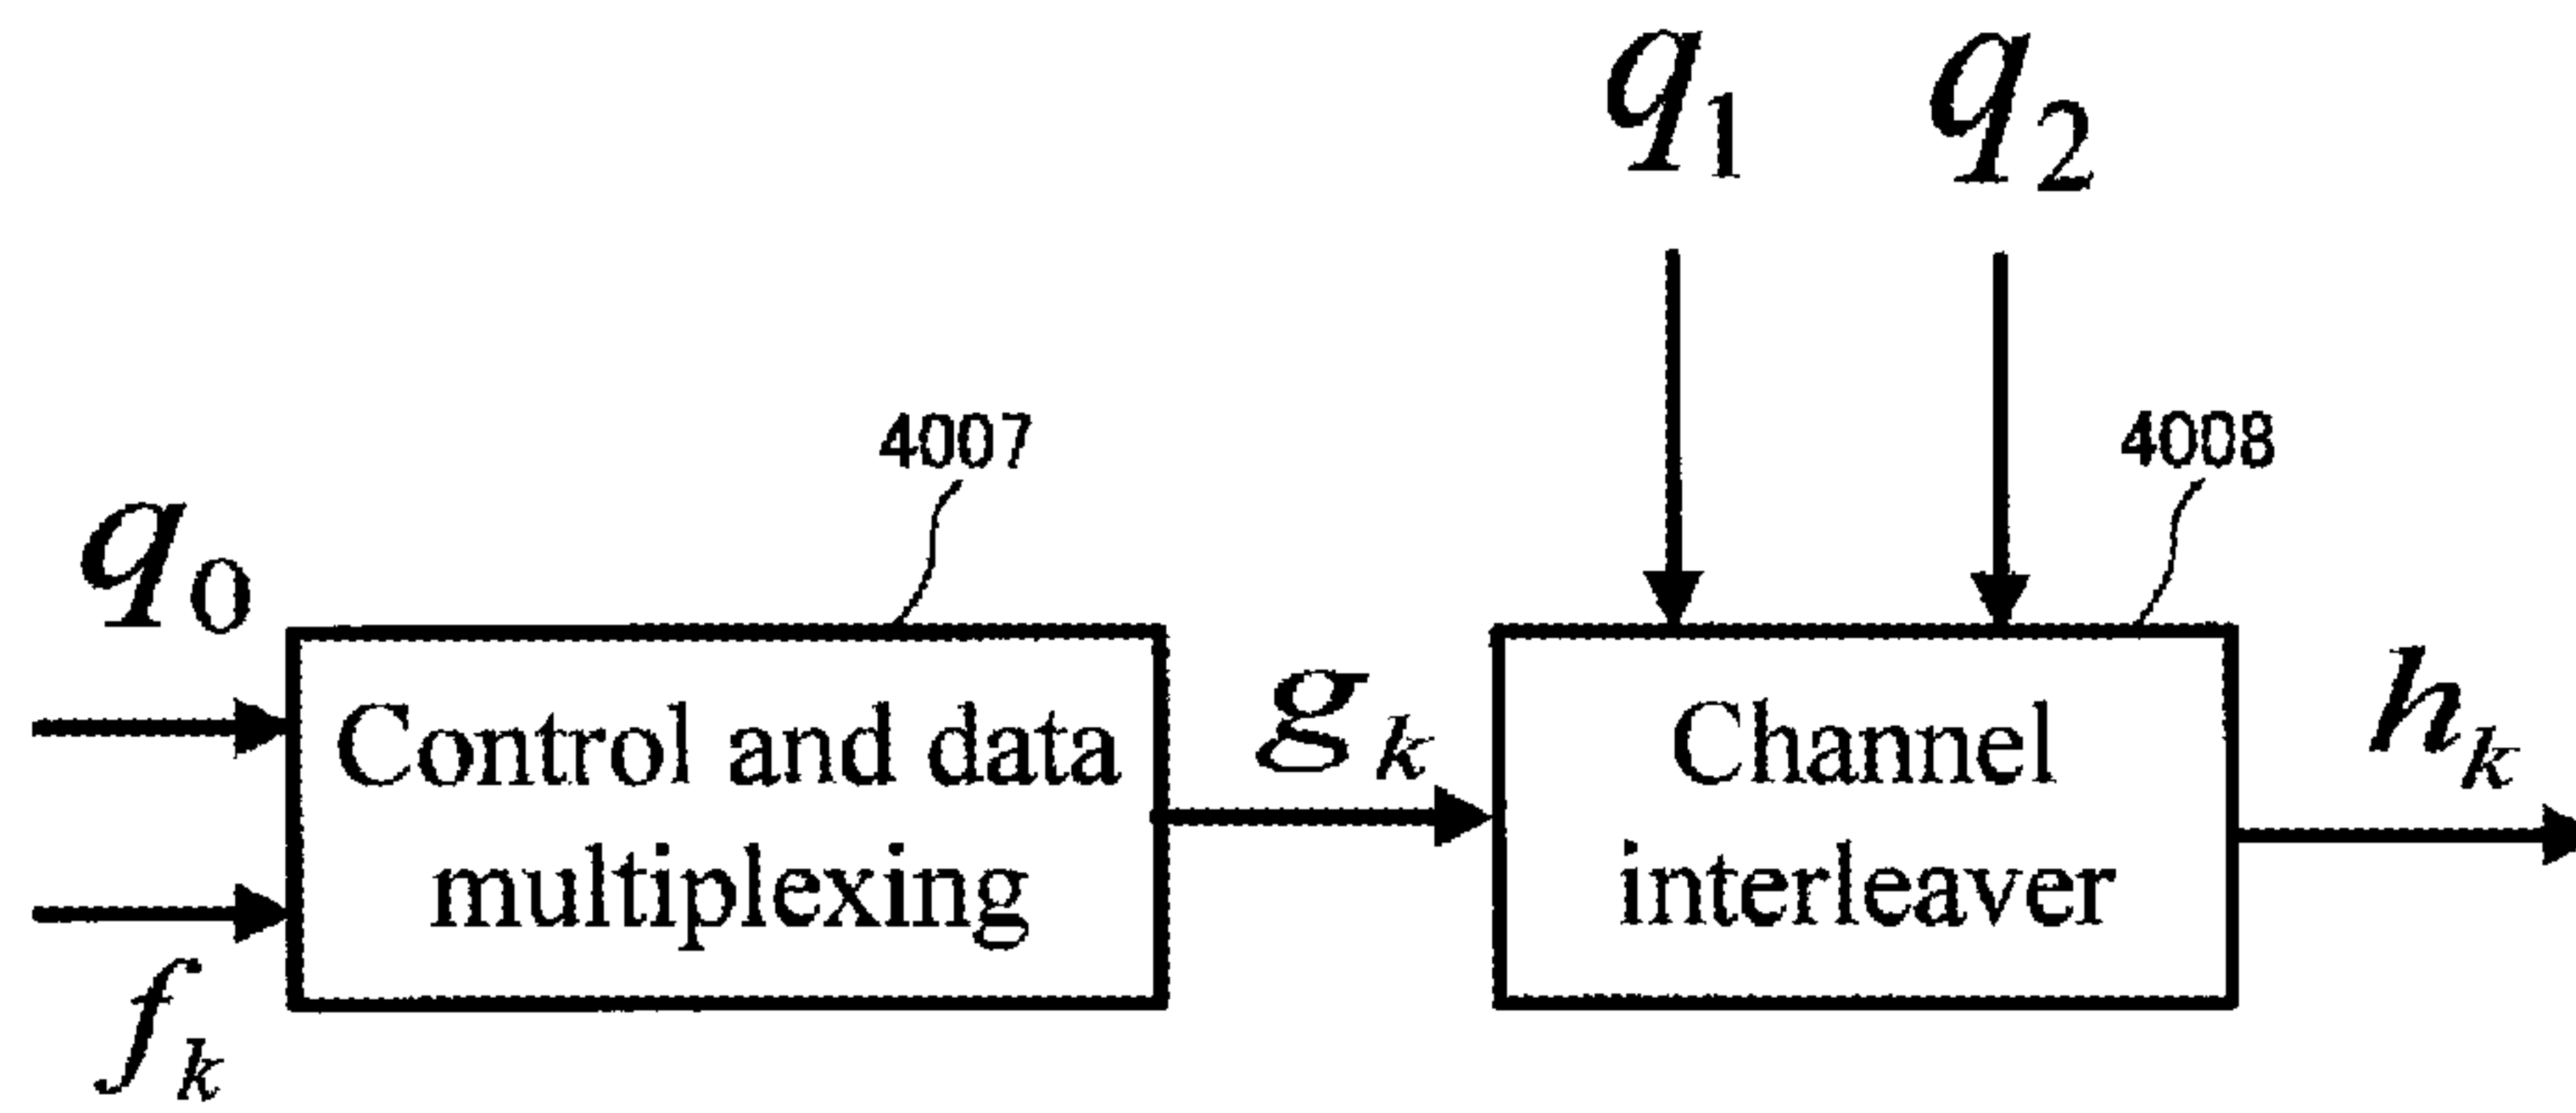 q1 q2
4007 4008
q0
Control and data
multiplexing
gk
Channel
interleaver
hk
fk